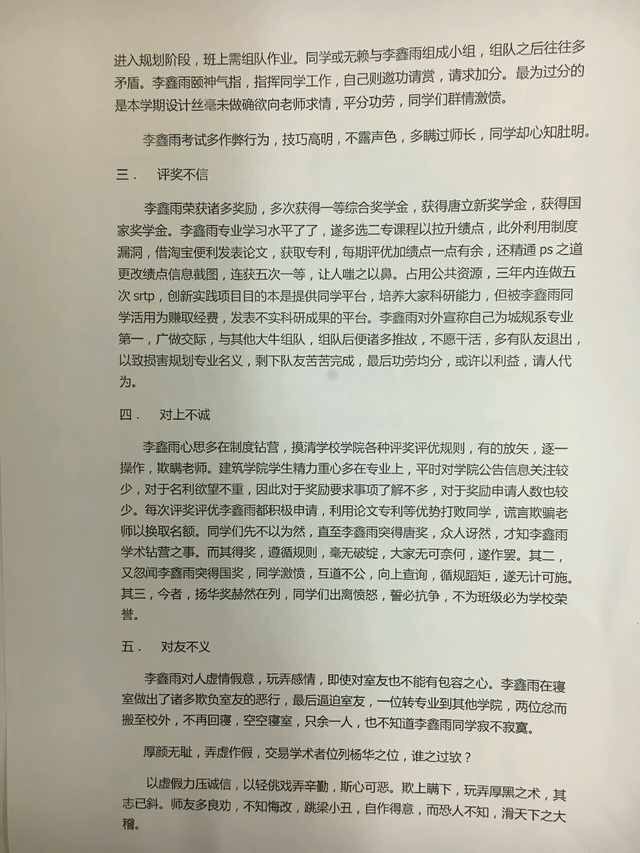 进入规划阶段，班上需组队作业。同学或无赖与李鑫雨组成小组，组队之后往往多
矛盾。李鑫雨颐神气指，指挥同学工作，自己则邀功请赏，请求加分。最为过分的
是本学期设计丝毫未做确欲向老师求情，平分功劳，同学们群情激愤。
李鑫雨考试多作弊行为，技巧高明，不露声色，多瞒过师长，同学却心知肚明。
三． 评奖不信
李鑫雨荣获诸多奖励，多次获得一等综合奖学金，获得唐立新奖学金，获得国
家奖学金。李鑫雨专业学习水平了了，遂多选二专课程以拉升绩点，此外利用制度
漏洞，借淘宝便利发表论文，获取专利，每期评优加绩点一点有余，还精通 ps 之道
更改绩点信息截图，连获五次一等，让人嗤之以鼻。占用公共资源，三年内连做五
次 srtp，创新实践项目目的本是提供同学平台，培养大家科研能力，但被李鑫雨同
学活用为赚取经费，发表不实科研成果的平台。李鑫雨对外宣称自己为城规系专业
第一，广做交际，与其他大牛组队，组队后便诸多推故，不愿干活，多有队友退出，
以致损害规划专业名义，剩下队友苦苦完成，最后功劳均分，或许以利益，请人代
为。
四． 对上不诚
李鑫雨心思多在制度钻营，摸清学校学院各种评奖评优规则，有的放矢，逐一
操作，欺瞒老师。建筑学院学生精力重心多在专业上，平时对学院公告信息关注较
少，对于名利欲望不重，因此对于奖励要求事项了解不多，对于奖励申请人数也较
少。每次评奖评优李鑫雨都积极申请，利用论文专利等优势打败同学，谎言欺骗老
师以换取名额。同学们先不以为然，直至李鑫雨突得唐奖，众人讶然，才知李鑫雨
学术钻营之事。而其得奖，遵循规则，毫无破绽，大家无可奈何，遂作罢。其二，
又忽闻李鑫雨突得国奖，同学激愤，互道不公，向上查询，循规蹈矩，遂无计可施。
其三，今者，扬华奖赫然在列，同学们出离愤怒，誓必抗争，不为班级必为学校荣
誉。
五． 对友不义
李鑫雨对人虚情假意，玩弄感情，即使对室友也不能有包容之心。李鑫雨在寝
室做出了诸多欺负室友的恶行，最后逼迫室友，一位转专业到其他学院，两位忿而
搬至校外，不再回寝，空空寝室，只余一人，也不知道李鑫雨同学寂不寂寞。
厚颜无耻，弄虚作假，交易学术者位列杨华之位，谁之过欤？
以虚假力压诚信，以轻佻戏弄辛勤，斯心可恶。欺上瞒下，玩弄厚黑之术，其
志已斜。师友多良劝，不知悔改，跳梁小丑，自作得意，而恐人不知，滑天下之大
稽。